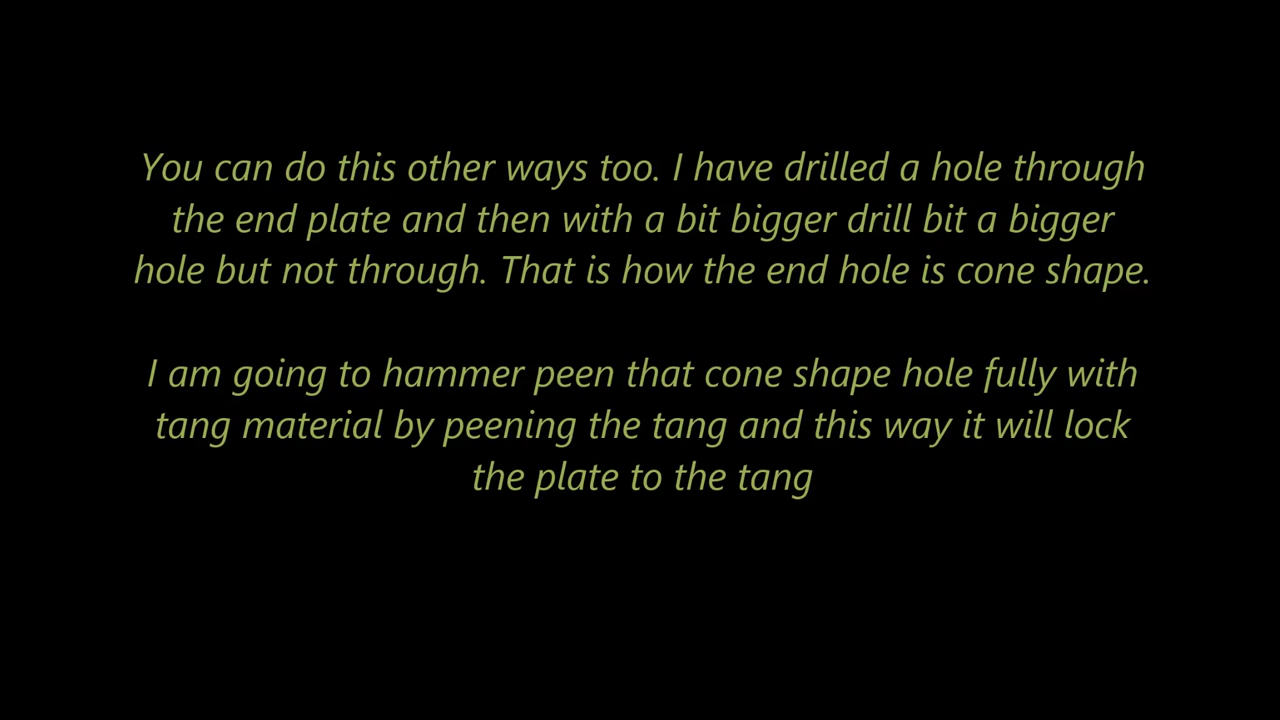 You can do this other ways too. I have drilled a hole through
the end plate and then with a bit bigger drill bit a bigger
hole but not through. That is how the end hole is cone shape.
I am going to hammer peen that cone shape hole fully with
tang material by peening the tang and this way it will lock
the plate to the tang